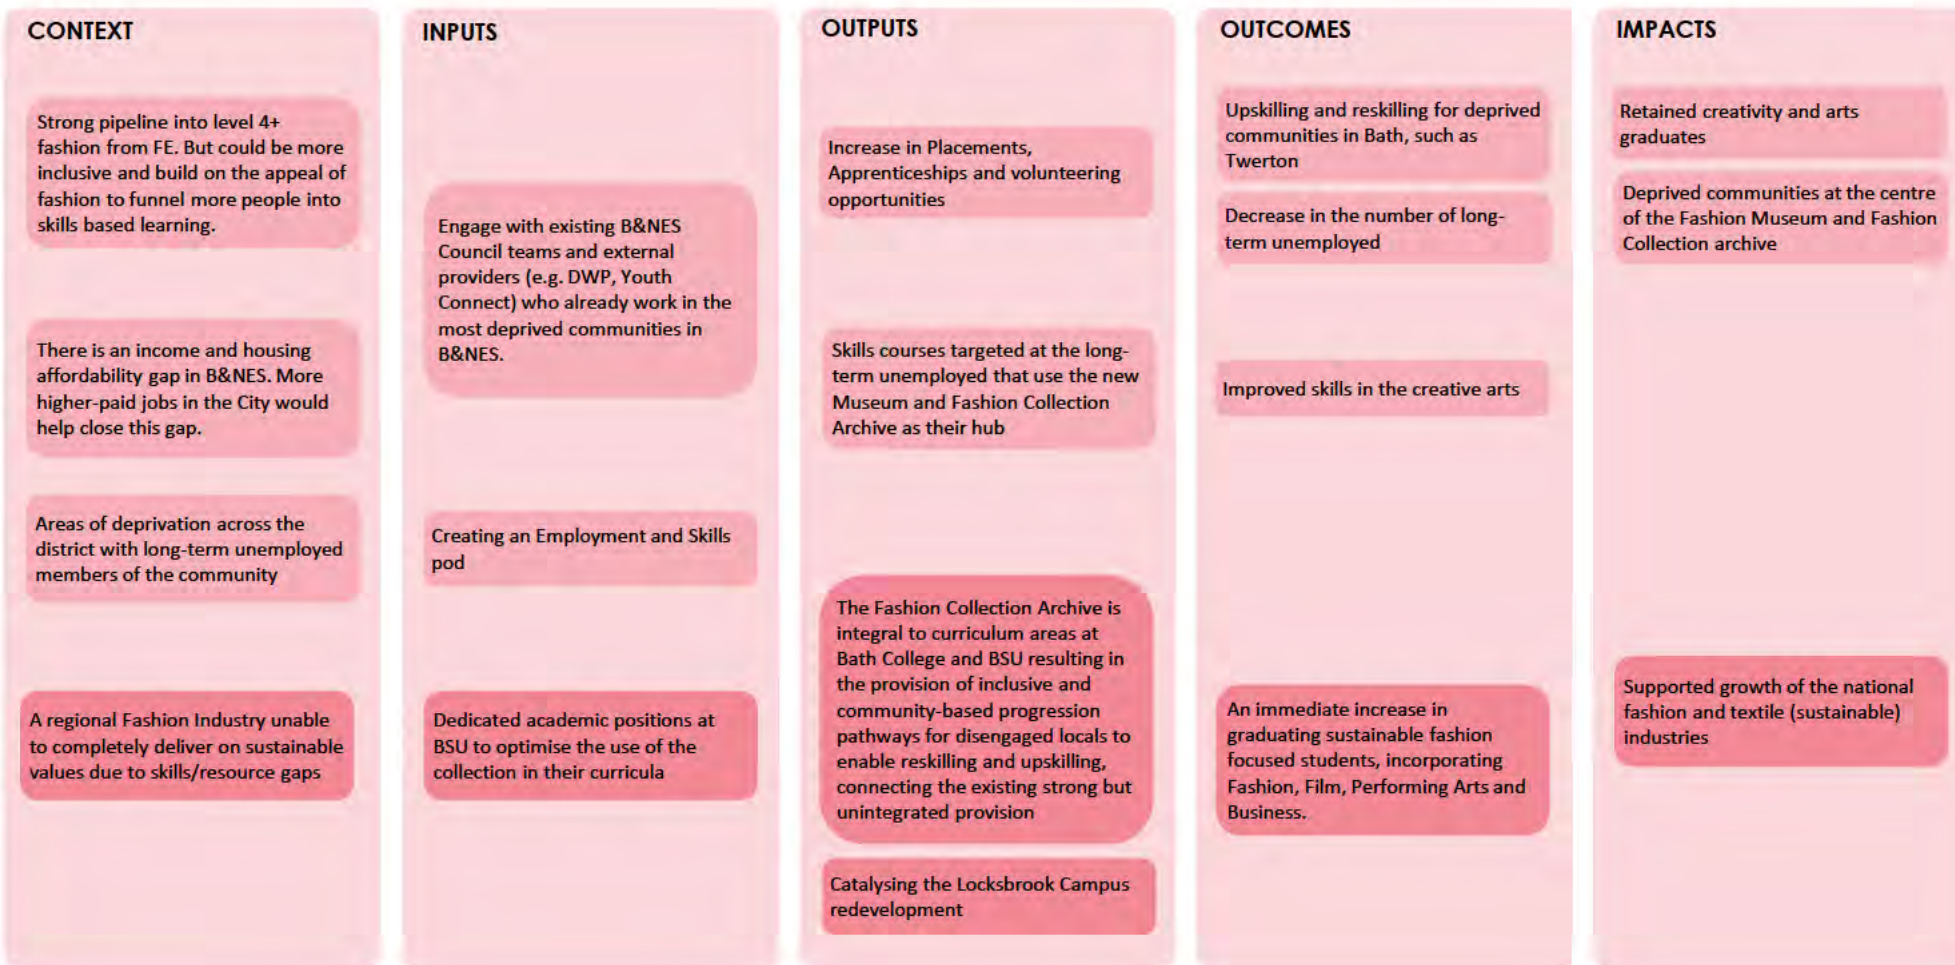 CONTEXT
Strong pipeline into level 4+
fashion from FE. But could be more
inclusive and build on the appeal of
fashion to funnel more people into
skills based learning.
There is an income and housing
affordability gap in B&NES. More
higher-paid jobs in the City would
help close this gap.
Areas of deprivation across the
district with long-term unemployed
members of the community
A regional Fashion Industry unable
to completely deliver on sustainable
values due to skills/resource gaps
INPUTS
Engage with existing B&NES
Council teams and external
providers (e.g. DWP, Youth
Connect) who already work in the
most deprived communities in
B&NES.
Creating an Employment and Skills
pod
Dedicated academic positions at
BSU to optimise the use of the
collection in their curricula
OUTPUTS
Increase in Placements,
Apprenticeships and volunteering
opportunities
Skills courses targeted at the long-
term unemployed that use the new
Museum and Fashion Collection
Archive as their hub
The Fashion Collection Archive is
integral to curriculum areas at
Bath College and BSU resulting in
the provision of inclusive and
community-based progression
pathways for disengaged locals to
enable reskilling and upskilling,
connecting the existing strong but
unintegrated provision
Catalysing the Locksbrook Campus
redevelopment
OUTCOMES
Upskilling and reskilling for deprived
communities in Bath, such as
Twerton
Decrease in the number of long-
term unemployed
Improved skills in the creative arts
An immediate increase in
graduating sustainable fashion
focused students, incorporating
Fashion, Film, Performing Arts and
Business.
IMPACTS
Retained creativity and arts
graduates
Deprived communities at the centre
of the Fashion Museum and Fashion
Collection archive
Supported growth of the national
fashion and textile (sustainable)
industries